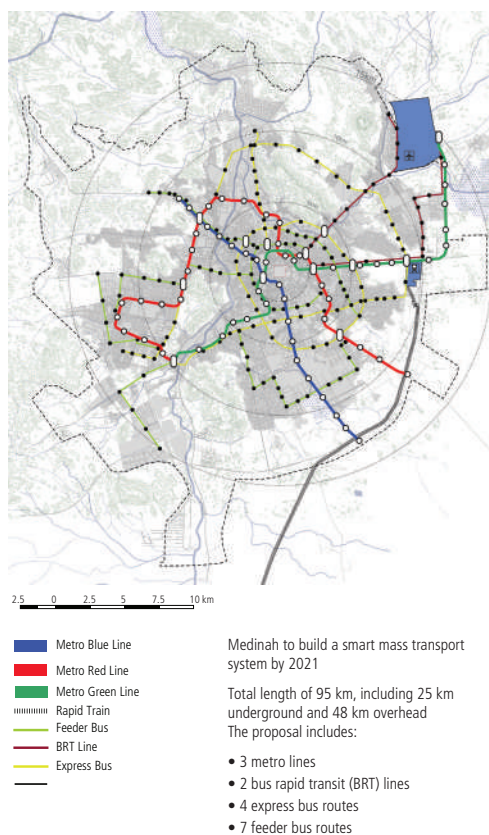 2.5 0 2.5 5 7.5 10 km
Metro Blue Line
Metro Red Line
Metro Green Line
Rapid Train
Feeder Bus
BRT Line
Express Bus
Medinah to build a smart mass transport
system by 2021
Total length of 95 km, including 25 km
underground and 48 km overhead
The proposal includes:
• 3 metro lines
• 2 bus rapid transit (BRT) lines
• 4 express bus routes
• 7 feeder bus routes